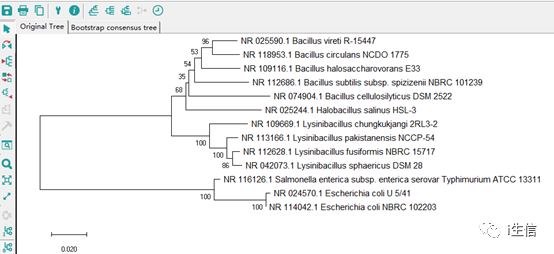 Original Tree Bootstrap consensus tree
96 NR 025590.1 Bacillus vireti R-15447
53 NR 118953.1 Bacillus circulans NCDO 1775
54 NR 109116.1 Bacillus halosaccharovorans E33
35 NR 112686.1 Bacillus subtilis subsp. spizizenii NBRC 101239
68 NR 074904.1 Bacillus cellulosilyticus DSM 2522
NR 025244.1 Halobacillus salinus HSL-3
NR 109669.1 Lysinibacillus chungkukjangi 2RL3-2
100 NR 113166.1 Lysinibacillus pakistanensis NCCP-54
100 NR 112628.1 Lysinibacillus fusiformis NBRC 15717
86 NR 042073.1 Lysinibacillus sphaericus DSM 28
NR 116126.1 Salmonella enterica subsp. enterica serovar Typhimurium ATCC 13311
100 NR 024570.1 Escherichia coli U 5/41
100 NR 114042.1 Escherichia coli NBRC 102203
0.020
i生信